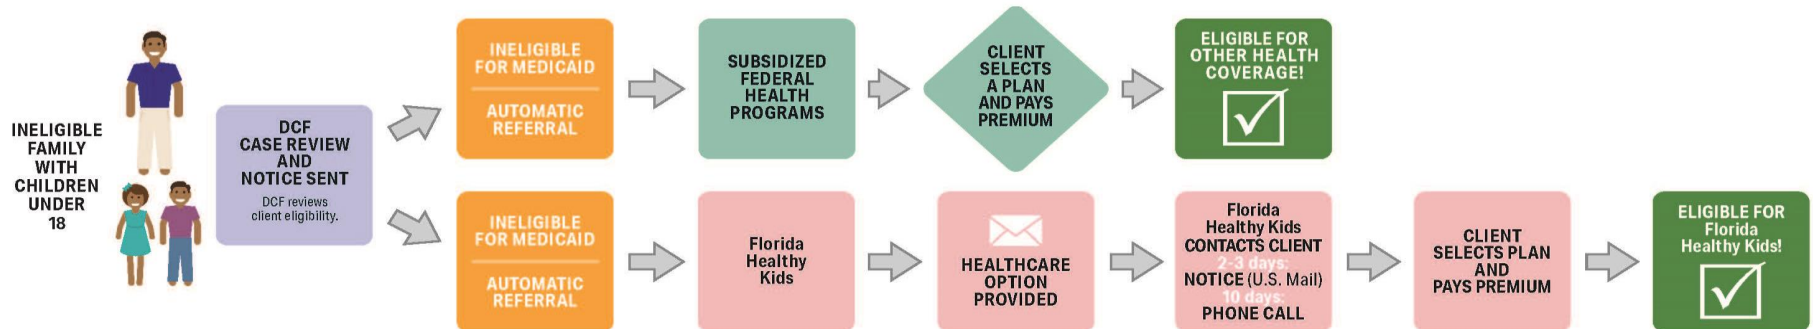 INELIGIBLE
FAMILY
WITH
CHILDREN
UNDER
18
DCF
CASE REVIEW
AND
NOTICE SENT
DCF reviews
client eligibility.
INELIGIBLE
FOR MEDICAID
AUTOMATIC
REFERRAL
SUBSIDIZED
FEDERAL
HEALTH
PROGRAMS
CLIENT
SELECTS
A PLAN
AND PAYS
PREMIUM
ELIGIBLE FOR
OTHER HEALTH
COVERAGE!
INELIGIBLE
FOR MEDICAID
AUTOMATIC
REFERRAL
Florida
Healthy
Kids
HEALTHCARE
OPTION
PROVIDED
Florida
Healthy Kids
CONTACTS CLIENT
2-3 days:
NOTICE (U.S. Mail)
10 days:
PHONE CALL
CLIENT
SELECTS PLAN
AND
PAYS PREMIUM
ELIGIBLE FOR
Florida
Healthy Kids!